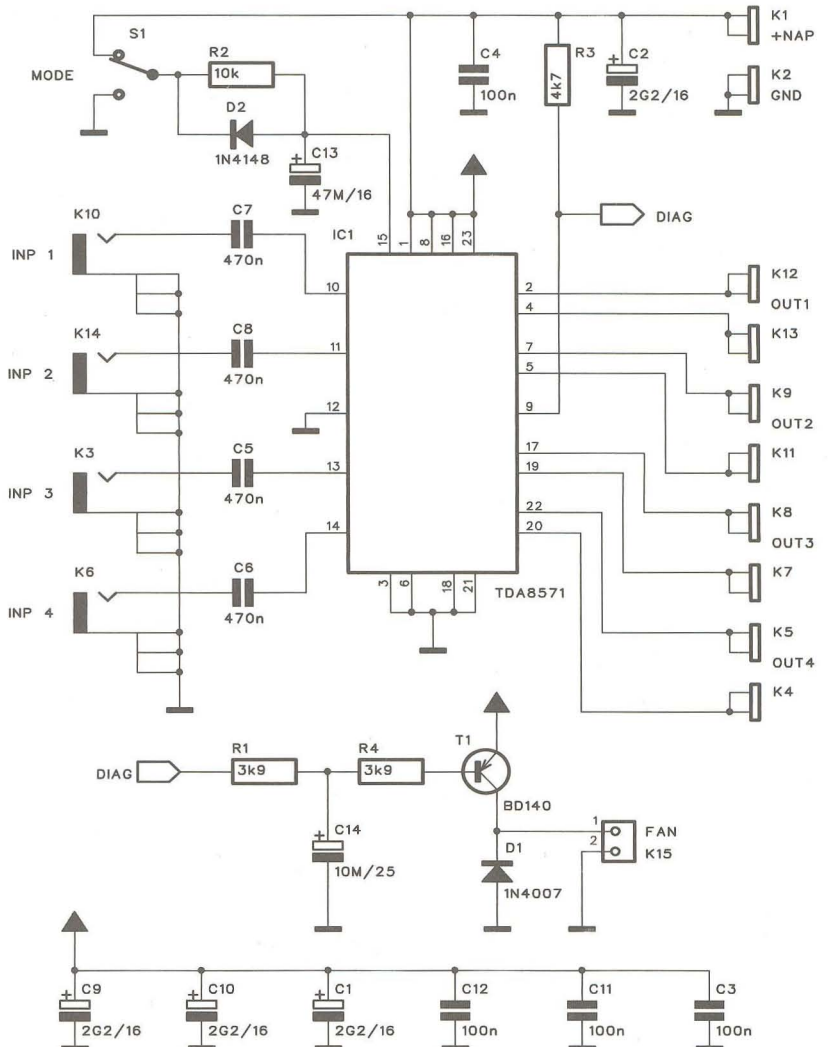 S1
MODE
R2
10k
D2
1N4148
C13
47M/16
C4
100n
R3
4k7
C2
2G2/16
K1
+NAP
K2
GND
DIAG
K10
INP 1
C7
470n
IC1
15
1
8
16
23
10
2
K12
OUT1
4
K13
K14
INP 2
C8
470n
11
7
5
K9
OUT2
12
9
K11
K3
INP 3
C5
470n
13
17
19
K8
OUT3
14
22
20
K7
K6
INP 4
C6
470n
3
6
18
21
TDA8571
K5
OUT4
K4
DIAG
R1
3k9
R4
3k9
T1
BD140
C14
10M/25
D1
1N4007
1
2
FAN
K15
C9
2G2/16
C10
2G2/16
C1
2G2/16
C12
100n
C11
100n
C3
100n